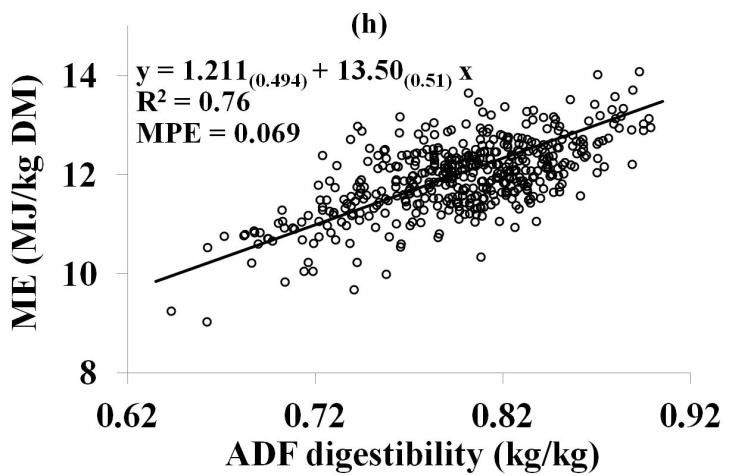 (h)
y = 1.211(0.494) + 13.50(0.51) x
R² = 0.76
MPE = 0.069
ME (MJ/kg DM)
14
12
10
8
0.62 0.72 0.82 0.92
ADF digestibility (kg/kg)